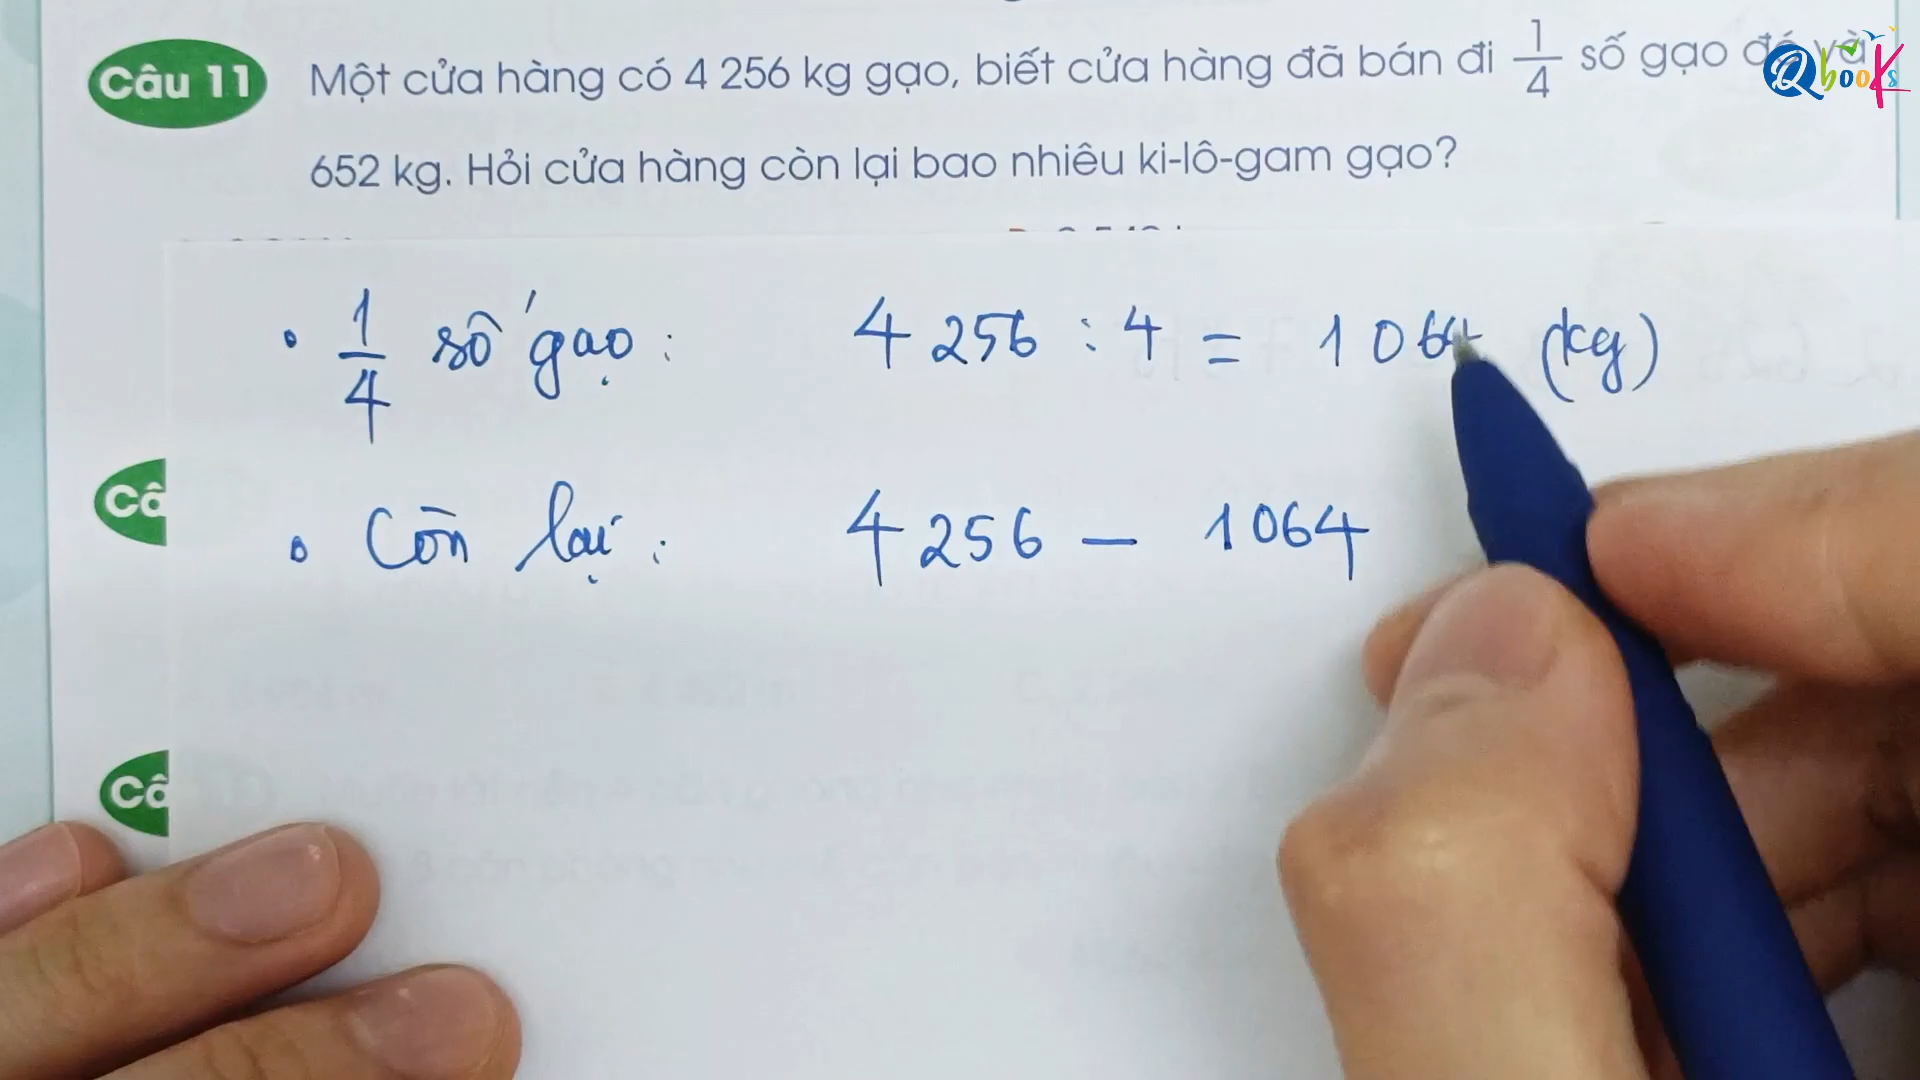 Câu 11 Một cửa hàng có 4 256 kg gạo, biết cửa hàng đã bán đi 1/4 số gạo đó và
652 kg. Hỏi cửa hàng còn lại bao nhiêu ki-lô-gam gạo?
Qbooks
• 1/4 số gạo : 4 256 : 4 = 1 064 (kg)
• Còn lại : 4 256 – 1 064
Câ
Câ